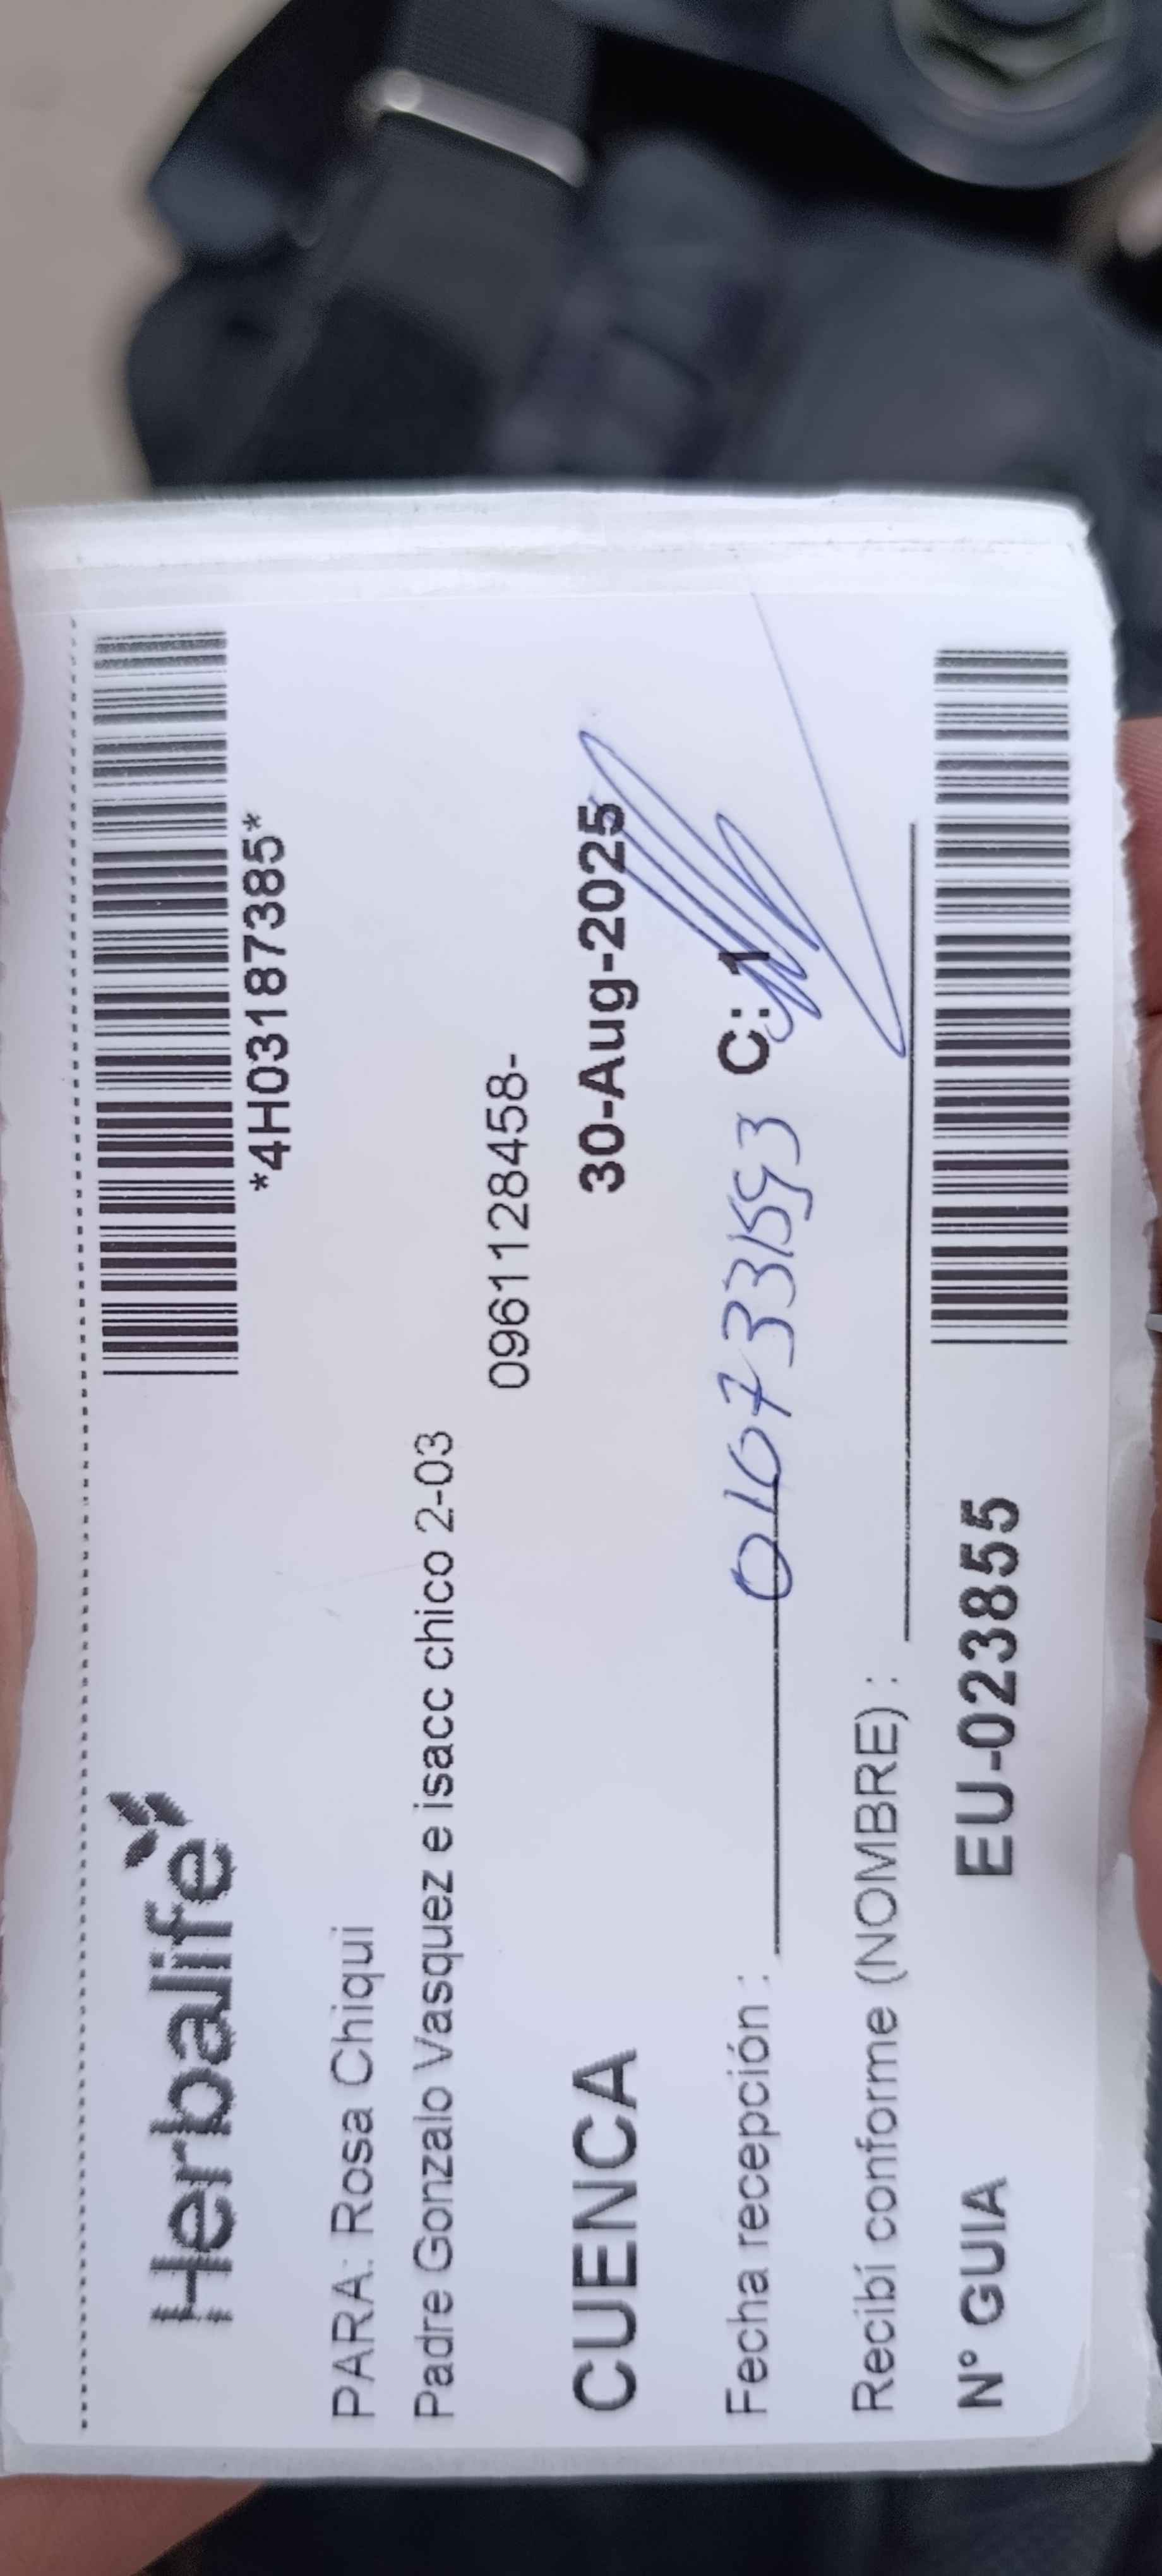 Herbalife
*4H03187385*
PARA: Rosa Chiqui
Padre Gonzalo Vasquez e isacc chico 2-03
0961128458-
CUENCA 30-Aug-2025
Fecha recepción : 0107331593 C: 1
Recibí conforme (NOMBRE) :
N° GUIA EU-023855